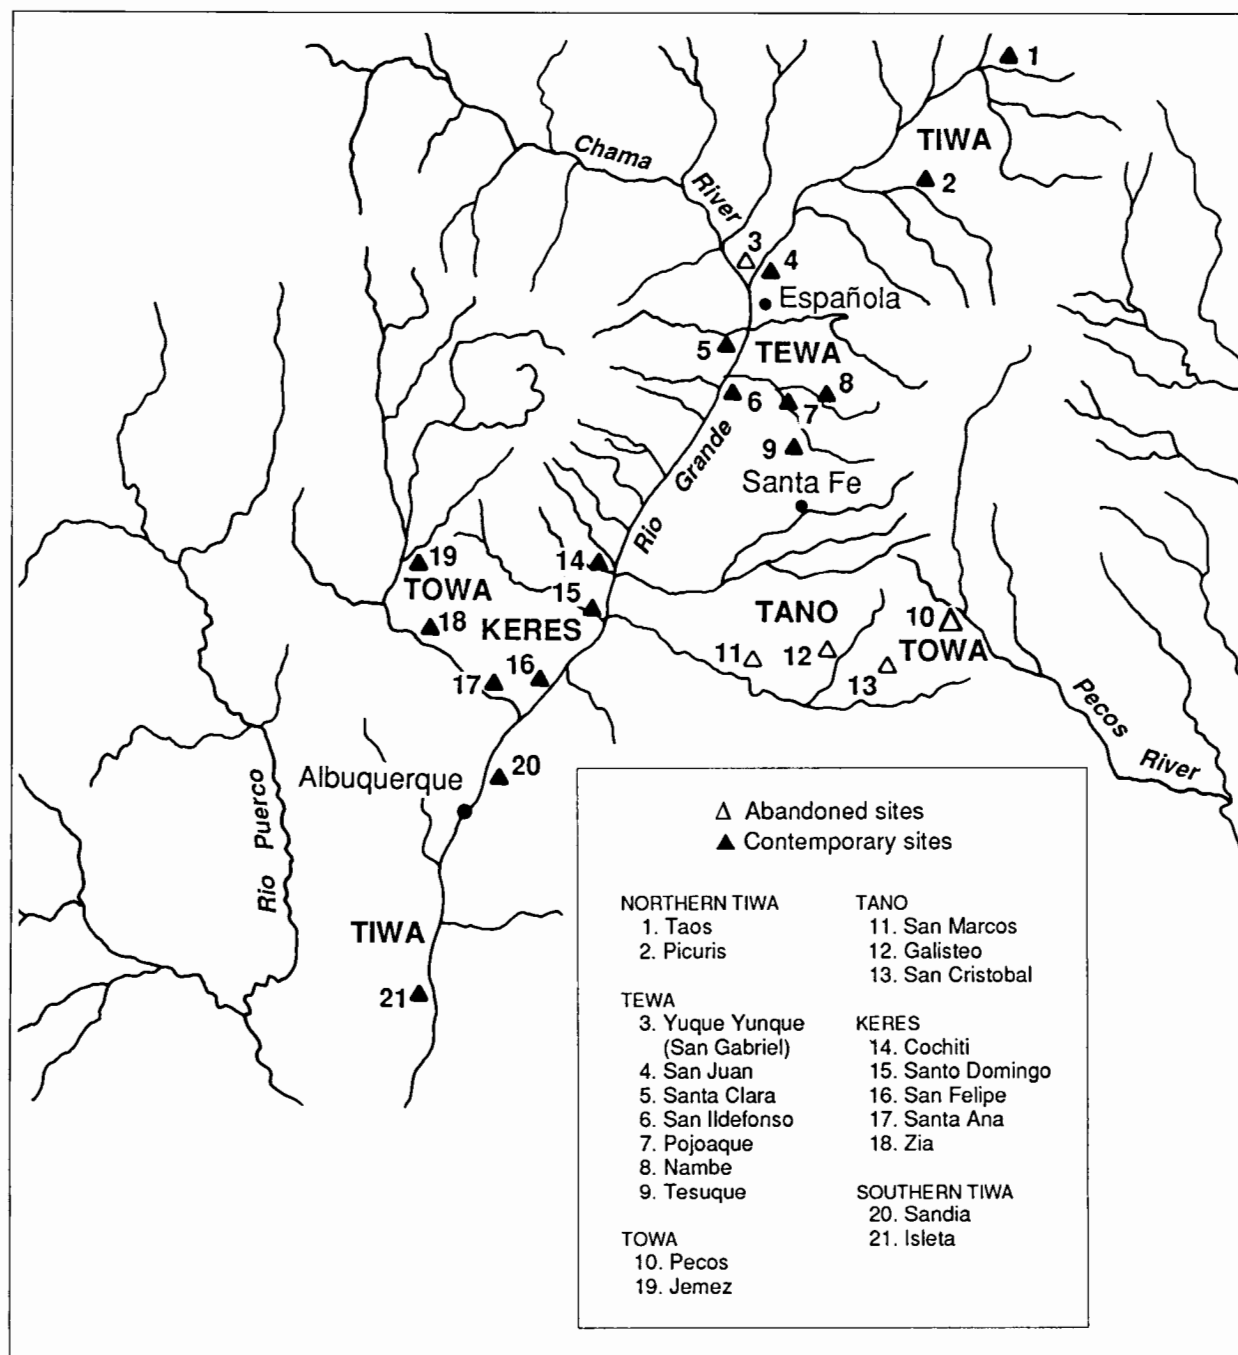 1
TIWA
2
Chama
River
3
4
Española
5
TEWA
6
7
8
9
Rio Grande
Santa Fe
19
14
TOWA
15
18
KERES
TANO
10
16
17
11
12
13
TOWA
Pecos River
20
Albuquerque
Rio Puerco
TIWA
21
△ Abandoned sites
▲ Contemporary sites
NORTHERN TIWA
1. Taos
2. Picuris
TEWA
3. Yuque Yunque
(San Gabriel)
4. San Juan
5. Santa Clara
6. San Ildefonso
7. Pojoaque
8. Nambe
9. Tesuque
TOWA
10. Pecos
19. Jemez
TANO
11. San Marcos
12. Galisteo
13. San Cristobal
KERES
14. Cochiti
15. Santo Domingo
16. San Felipe
17. Santa Ana
18. Zia
SOUTHERN TIWA
20. Sandia
21. Isleta